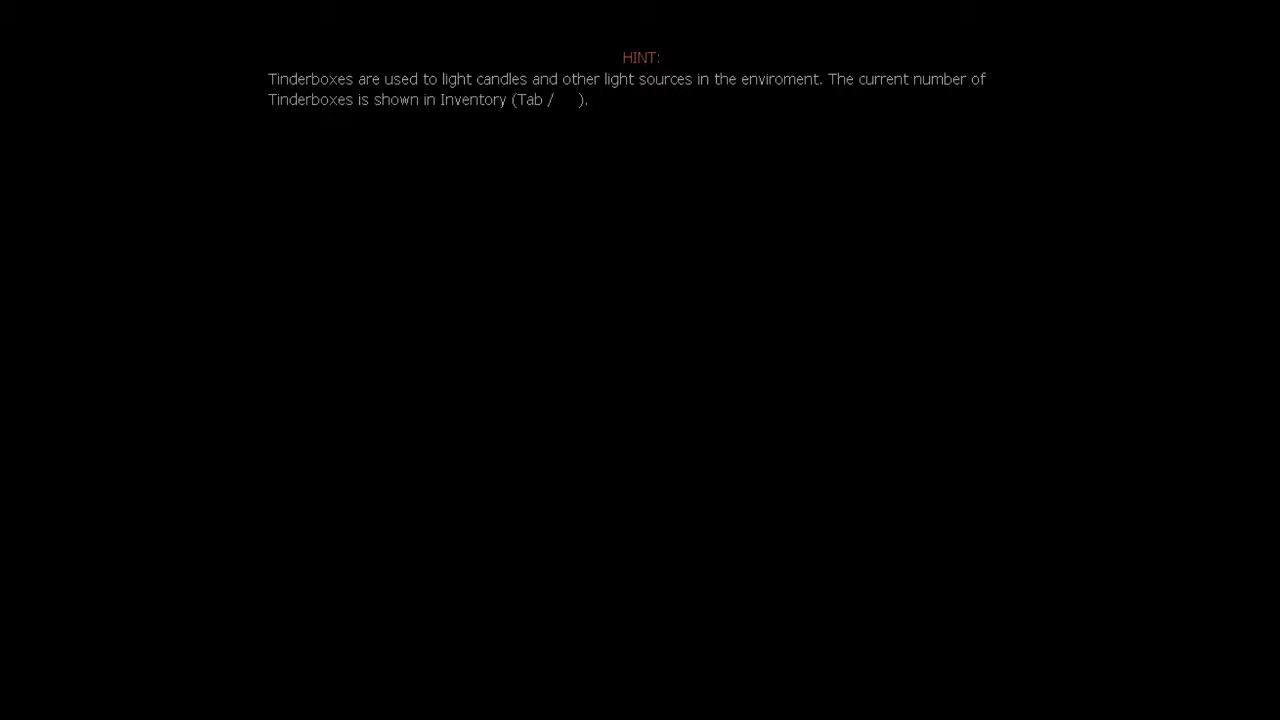 HINT:
Tinderboxes are used to light candles and other light sources in the enviroment. The current number of
Tinderboxes is shown in Inventory (Tab / ).